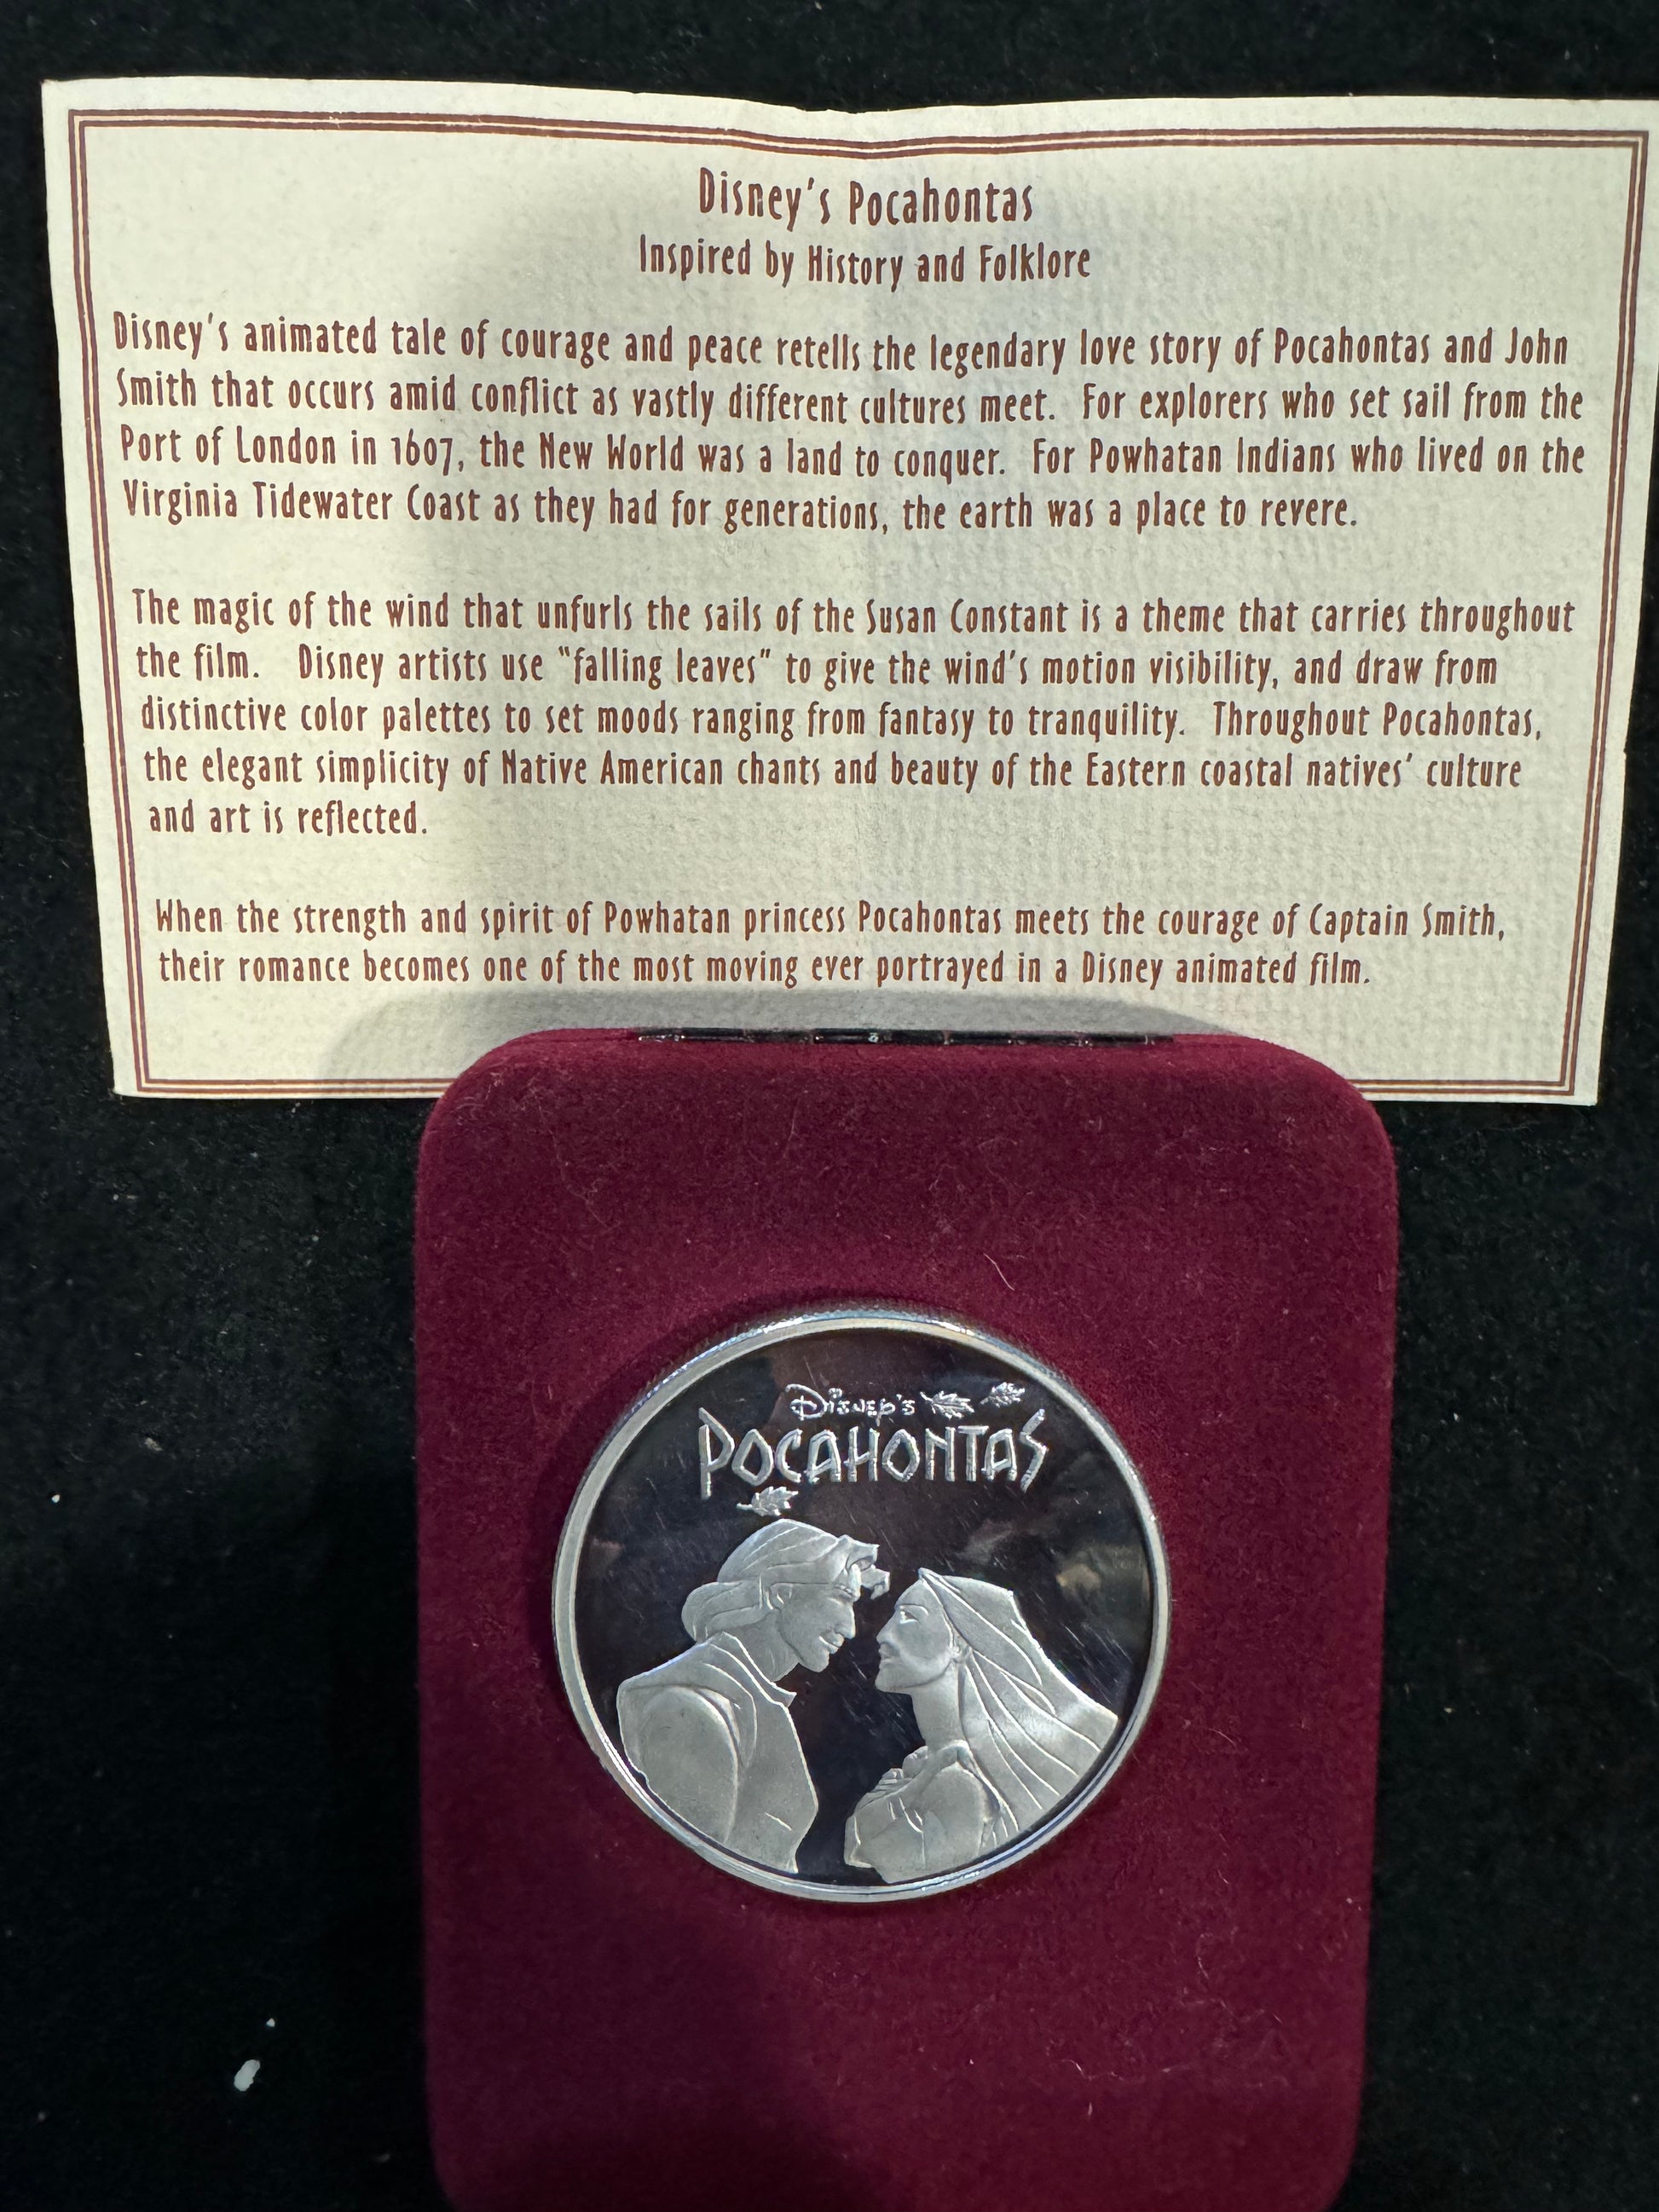 Disney's Pocahontas
Inspired by History and Folklore
Disney's animated tale of courage and peace retells the legendary love story of Pocahontas and John
Smith that occurs amid conflict as vastly different cultures meet. For explorers who set sail from the
Port of London in 1607, the New World was a land to conquer. For Powhatan Indians who lived on the
Virginia Tidewater Coast as they had for generations, the earth was a place to revere.
The magic of the wind that unfurls the sails of the Susan Constant is a theme that carries throughout
the film. Disney artists use "falling leaves" to give the wind's motion visibility, and draw from
distinctive color palettes to set moods ranging from fantasy to tranquility. Throughout Pocahontas,
the elegant simplicity of Native American chants and beauty of the Eastern coastal natives' culture
and art is reflected.
When the strength and spirit of Powhatan princess Pocahontas meets the courage of Captain Smith,
their romance becomes one of the most moving ever portrayed in a Disney animated film.
DISNEY'S
POCAHONTAS